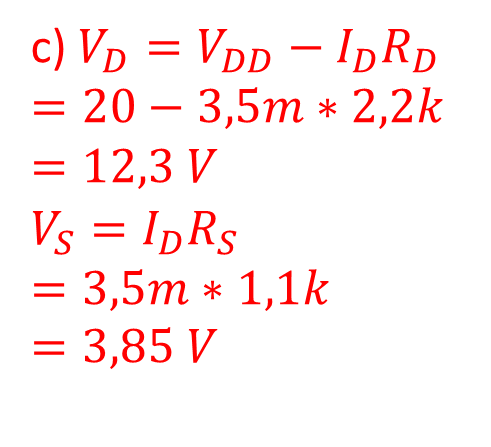 c) V_D = V_DD − I_D R_D
= 20 − 3,5m ∗ 2,2k
= 12,3 V
V_S = I_D R_S
= 3,5m ∗ 1,1k
= 3,85 V